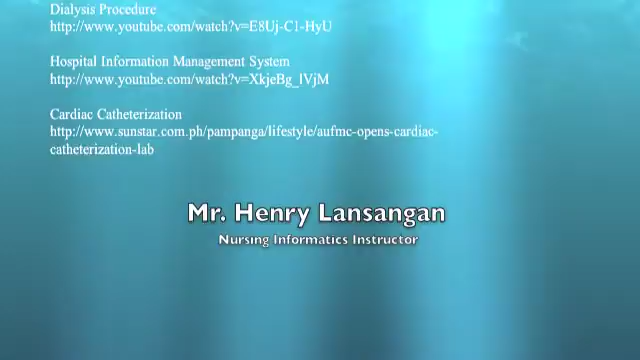 Dialysis Procedure
http://www.youtube.com/watch?v=E8Uj-C1-HyU
Hospital Information Management System
http://www.youtube.com/watch?v=XkjeBg_lVjM
Cardiac Catheterization
http://www.sunstar.com.ph/pampanga/lifestyle/aufmc-opens-cardiac-
catheterization-lab
Mr. Henry Lansangan
Nursing Informatics Instructor